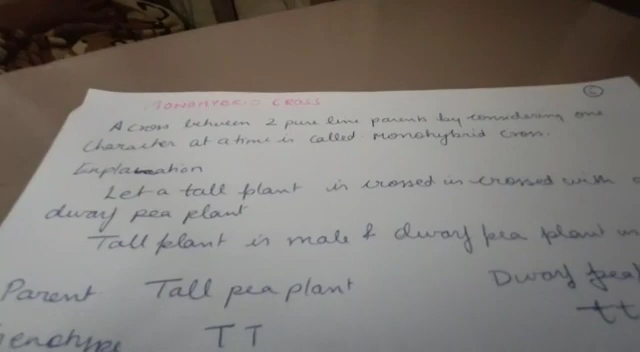 MONOHYBRID CROSS
A cross between 2 pure line parents by considering one
character at a time is called Monohybrid cross.
Explanation
Let a tall plant is crossed in crossed with a
dwarf pea plant
Tall plant is male & dwarf pea plant is
Parent Tall pea plant Dwarf pea
Genotype TT tt